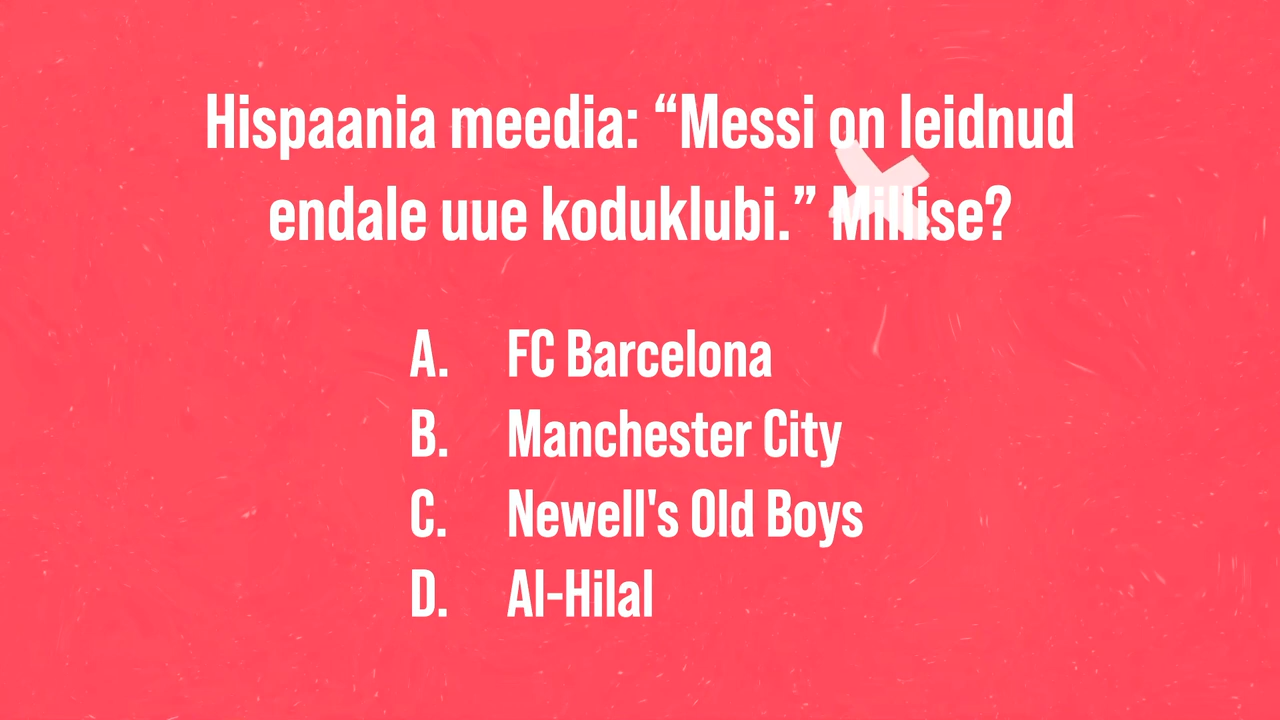 Hispaania meedia: “Messi on leidnud
endale uue koduklubi.” Millise?
A. FC Barcelona
B. Manchester City
C. Newell's Old Boys
D. Al-Hilal